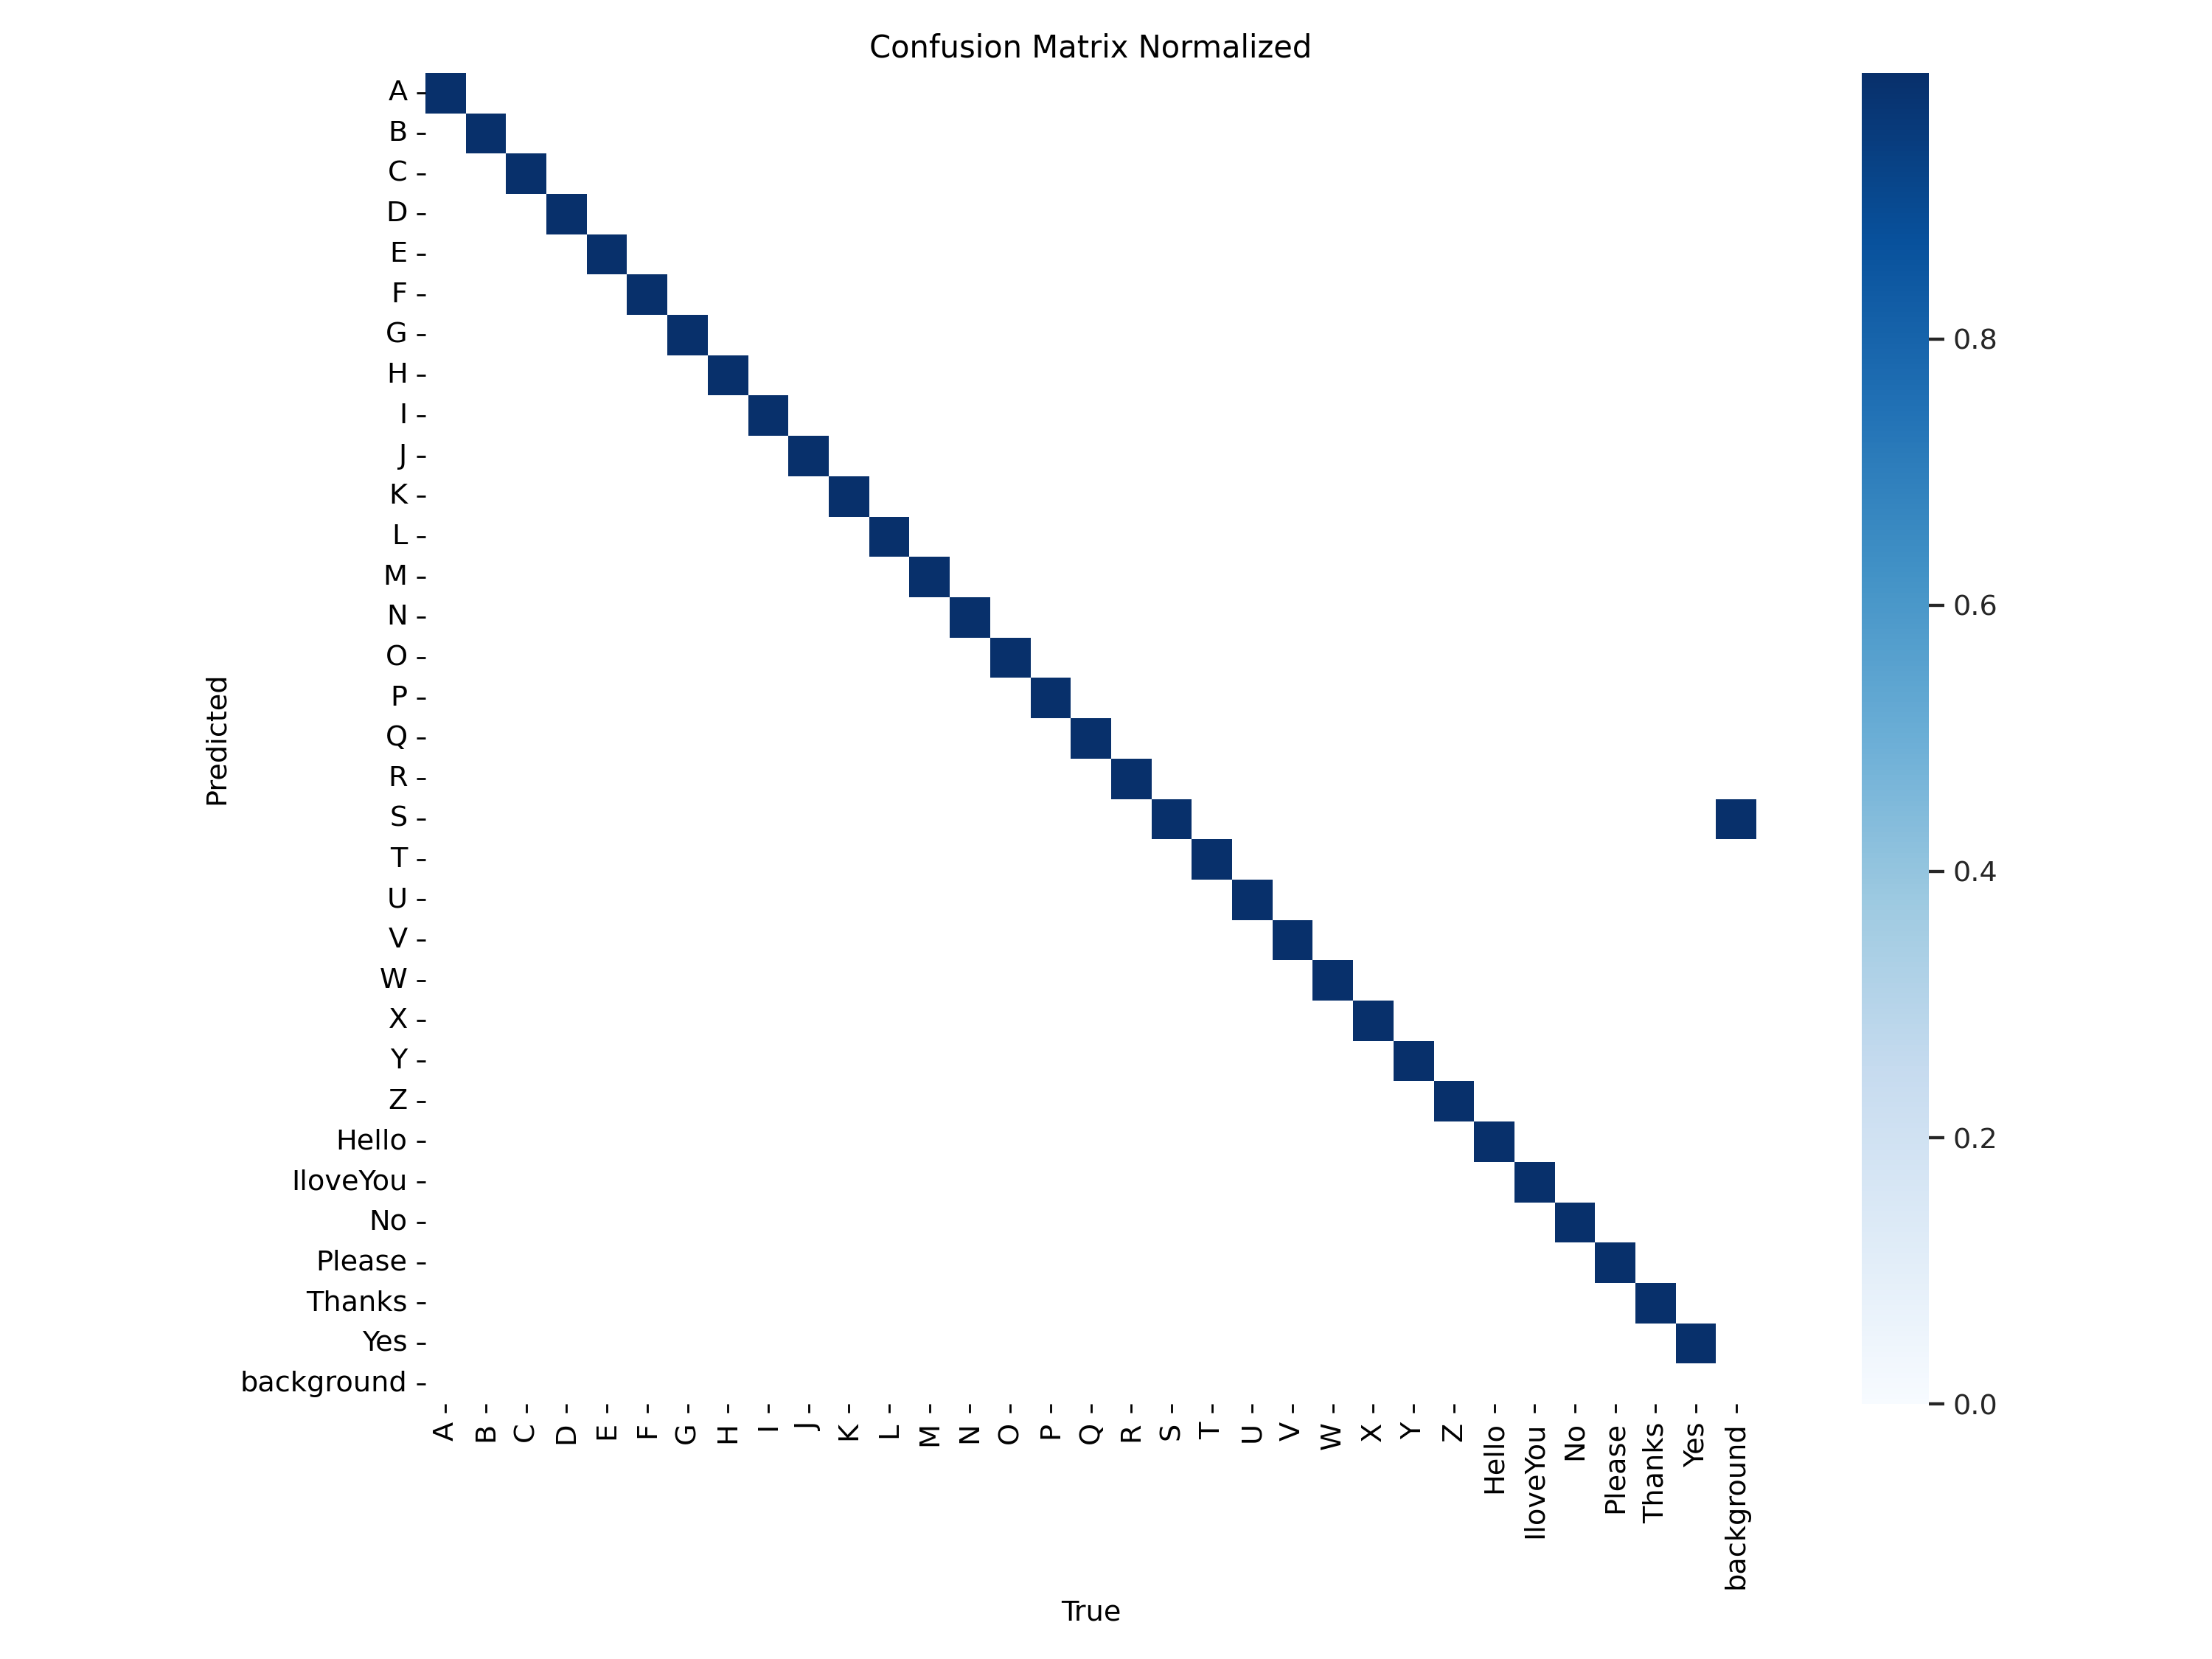 Confusion Matrix Normalized
A
B
C
D
E
F
G
H
I
J
K
L
M
N
O
P
Q
R
S
T
U
V
W
X
Y
Z
Hello
IloveYou
No
Please
Thanks
Yes
background
Predicted
A B C D E F G H I J K L M N O P Q R S T U V W X Y Z Hello IloveYou No Please Thanks Yes background
True
0.8
0.6
0.4
0.2
0.0